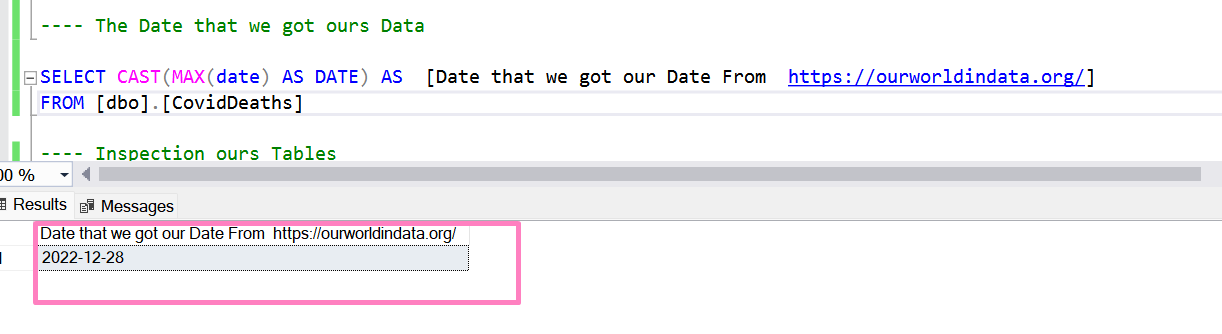 ---- The Date that we got ours Data
SELECT CAST(MAX(date) AS DATE) AS  [Date that we got our Date From  https://ourworldindata.org/]
FROM [dbo].[CovidDeaths]
---- Inspection ours Tables
00 %
Results Messages
Date that we got our Date From  https://ourworldindata.org/
2022-12-28